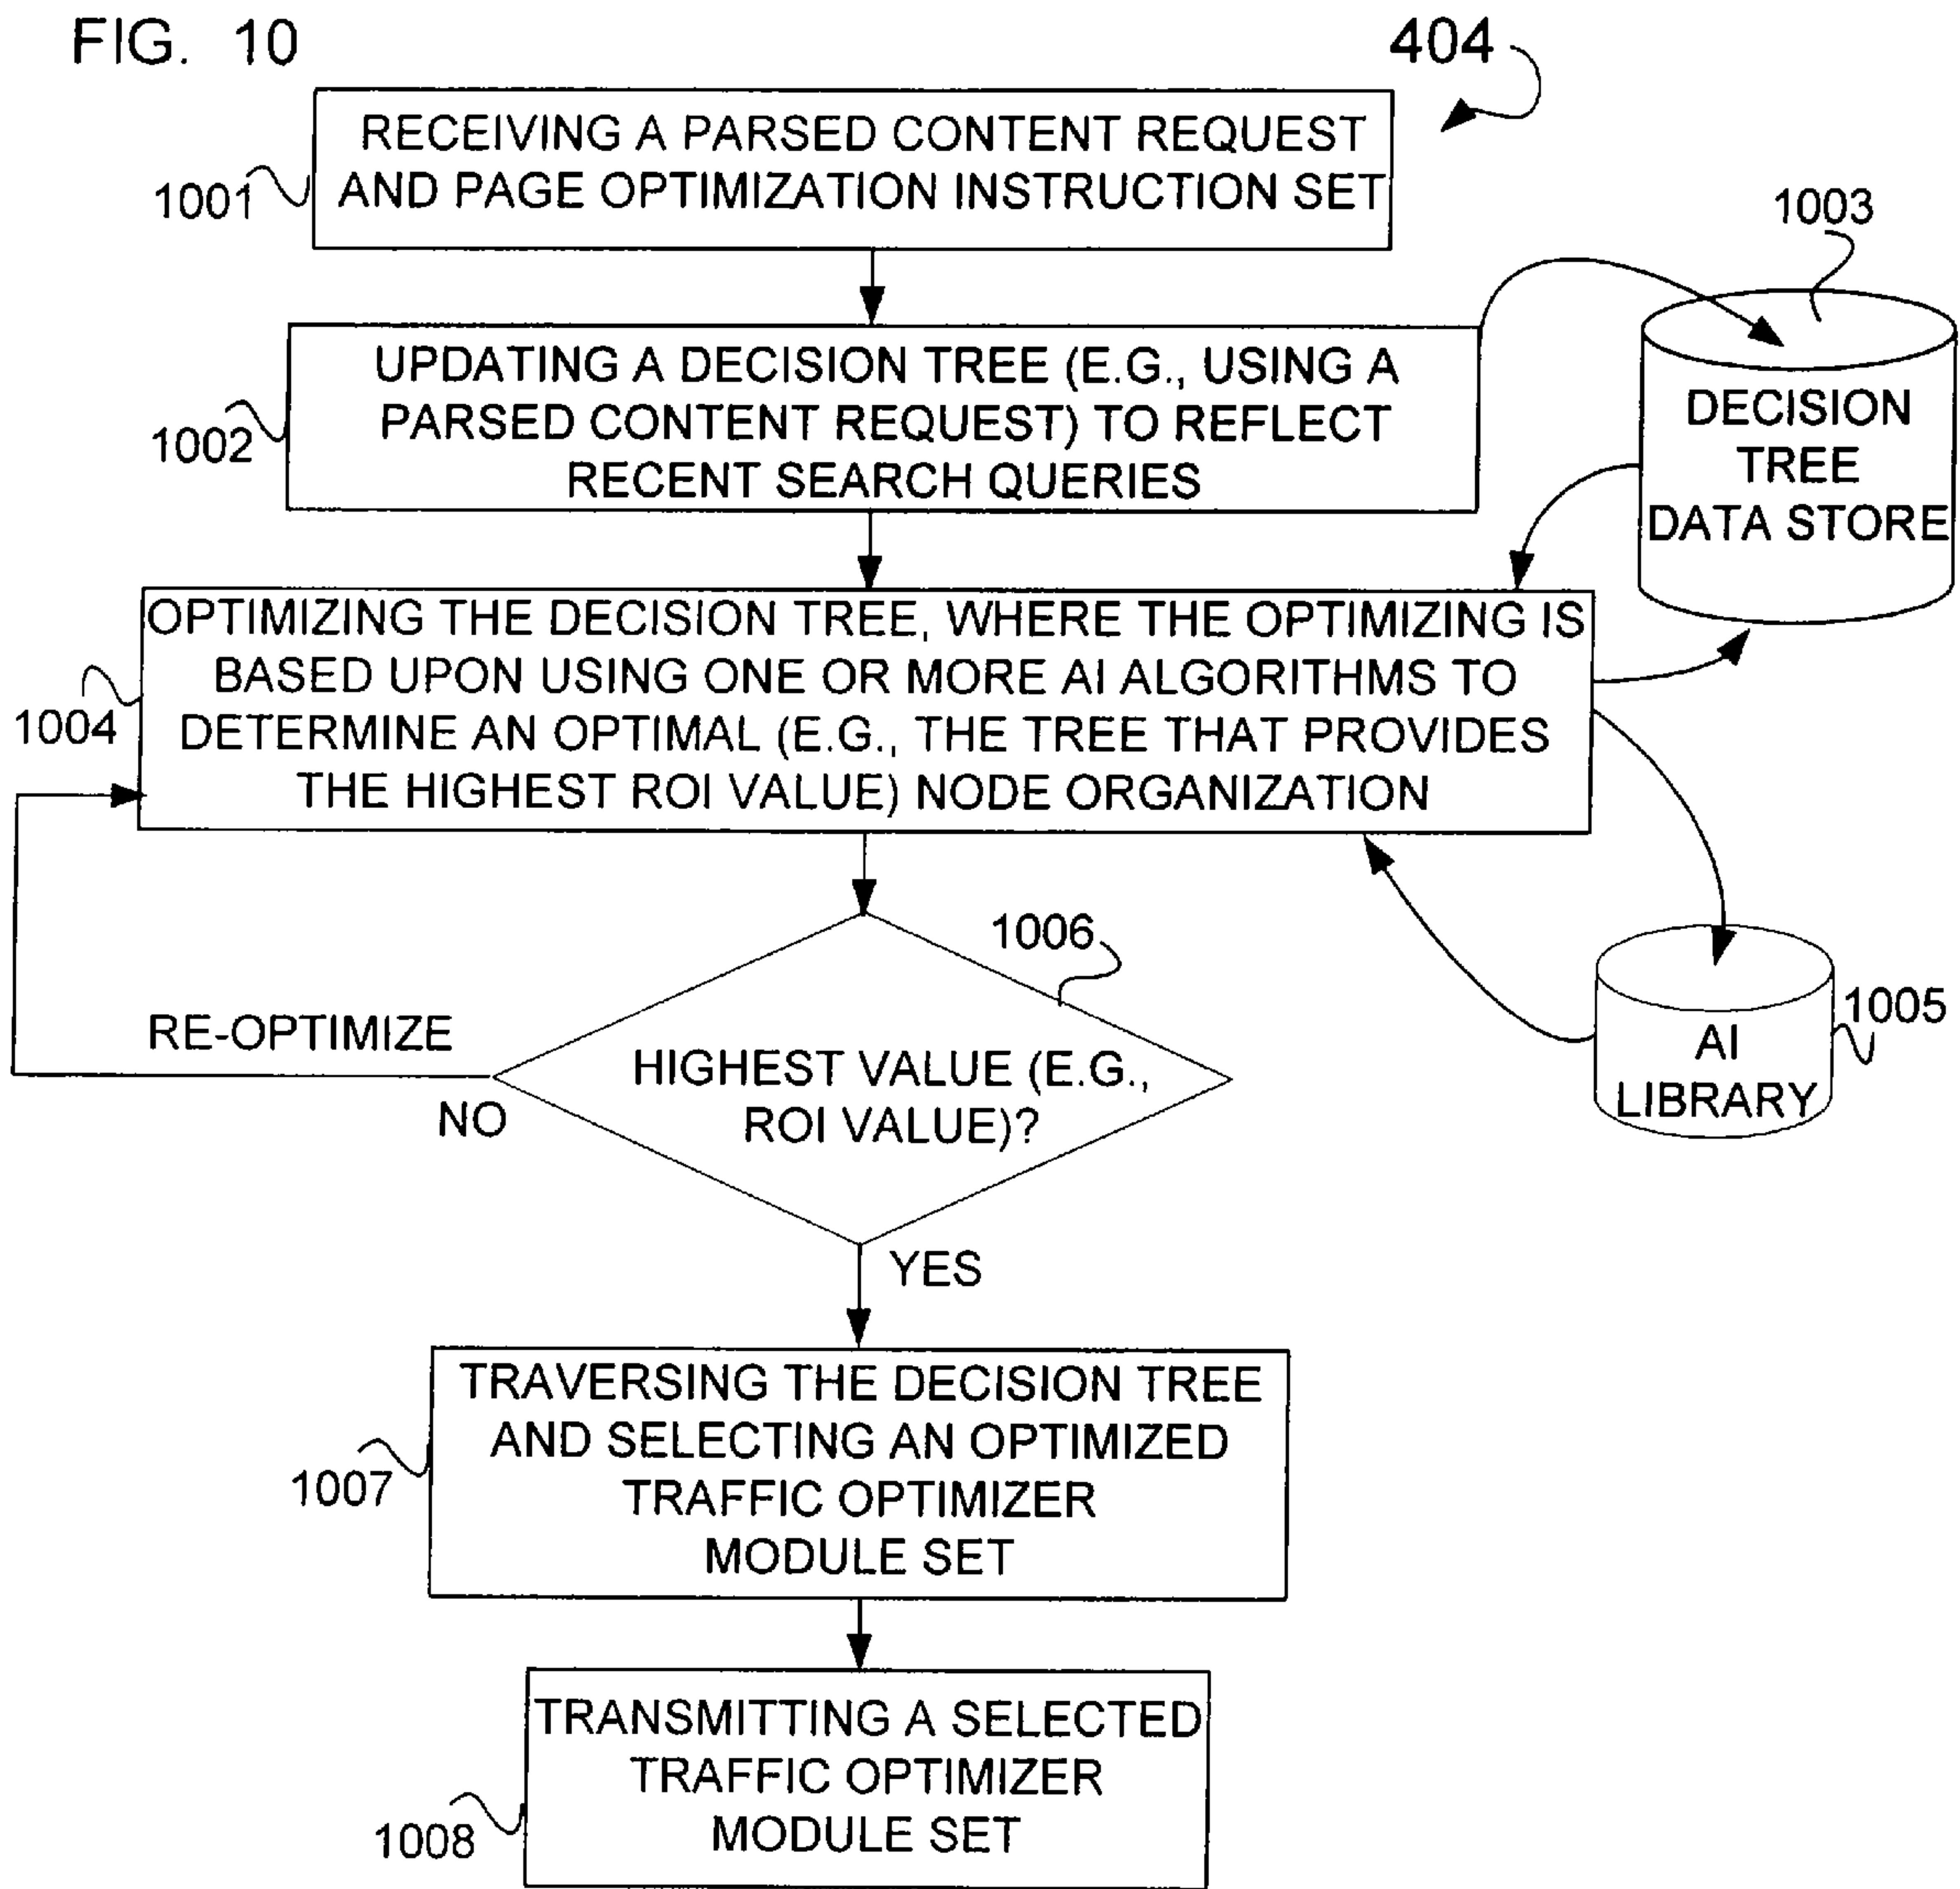 FIG. 10
404
RECEIVING A PARSED CONTENT REQUEST
AND PAGE OPTIMIZATION INSTRUCTION SET
1001
1003
UPDATING A DECISION TREE (E.G., USING A
PARSED CONTENT REQUEST) TO REFLECT
RECENT SEARCH QUERIES
1002
DECISION
TREE
DATA STORE
OPTIMIZING THE DECISION TREE, WHERE THE OPTIMIZING IS
BASED UPON USING ONE OR MORE AI ALGORITHMS TO
DETERMINE AN OPTIMAL (E.G., THE TREE THAT PROVIDES
THE HIGHEST ROI VALUE) NODE ORGANIZATION
1004
1006
RE-OPTIMIZE
HIGHEST VALUE (E.G.,
ROI VALUE)?
NO
AI
LIBRARY
1005
YES
TRAVERSING THE DECISION TREE
AND SELECTING AN OPTIMIZED
TRAFFIC OPTIMIZER
MODULE SET
1007
TRANSMITTING A SELECTED
TRAFFIC OPTIMIZER
MODULE SET
1008